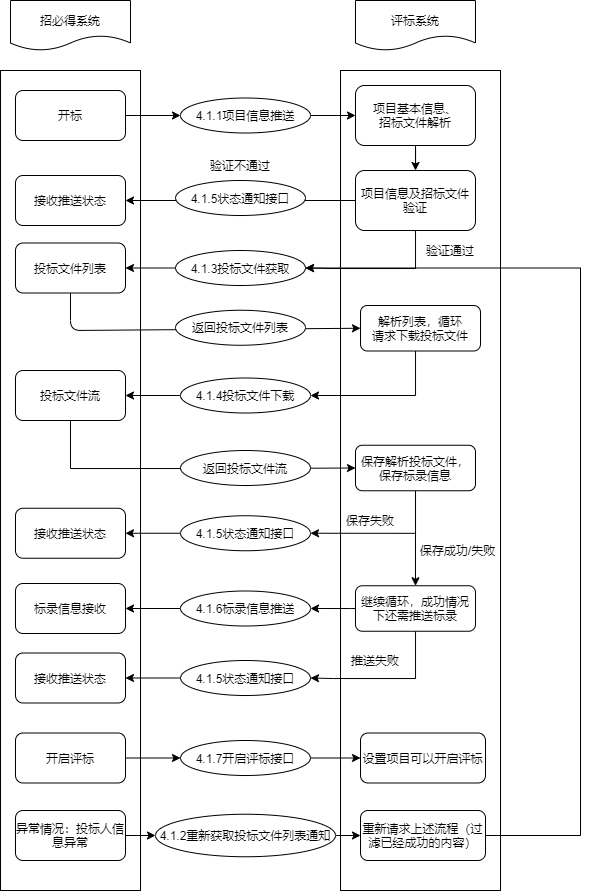 招必得系统
评标系统
开标
4.1.1项目信息推送
项目基本信息、
招标文件解析
验证不通过
接收推送状态
4.1.5状态通知接口
项目信息及招标文件
验证
验证通过
投标文件列表
4.1.3投标文件获取
返回投标文件列表
解析列表，循环
请求下载投标文件
投标文件流
4.1.4投标文件下载
返回投标文件流
保存解析投标文件，
保存标录信息
保存失败
接收推送状态
4.1.5状态通知接口
保存成功/失败
标录信息接收
4.1.6标录信息推送
继续循环，成功情况
下还需推送标录
推送失败
接收推送状态
4.1.5状态通知接口
开启评标
4.1.7开启评标接口
设置项目可以开启评标
异常情况：投标人信
息异常
4.1.2重新获取投标文件列表通知
重新请求上述流程（过
滤已经成功的内容）